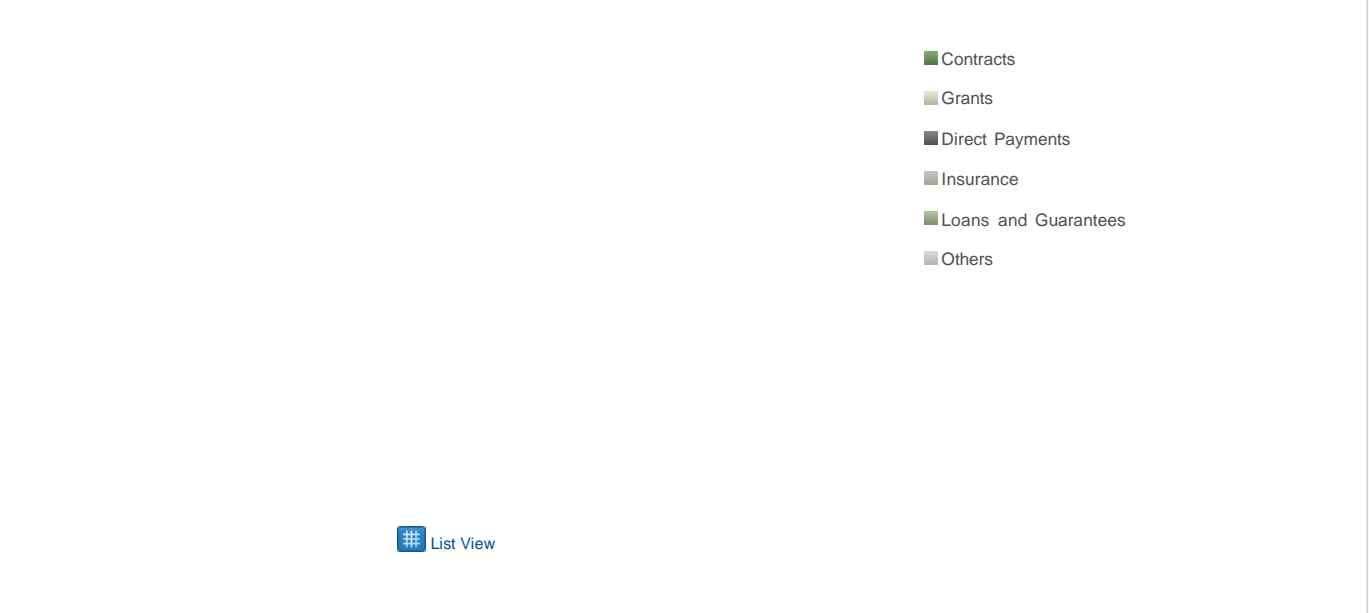 Contracts
Grants
Direct Payments
Insurance
Loans and Guarantees
Others
List View